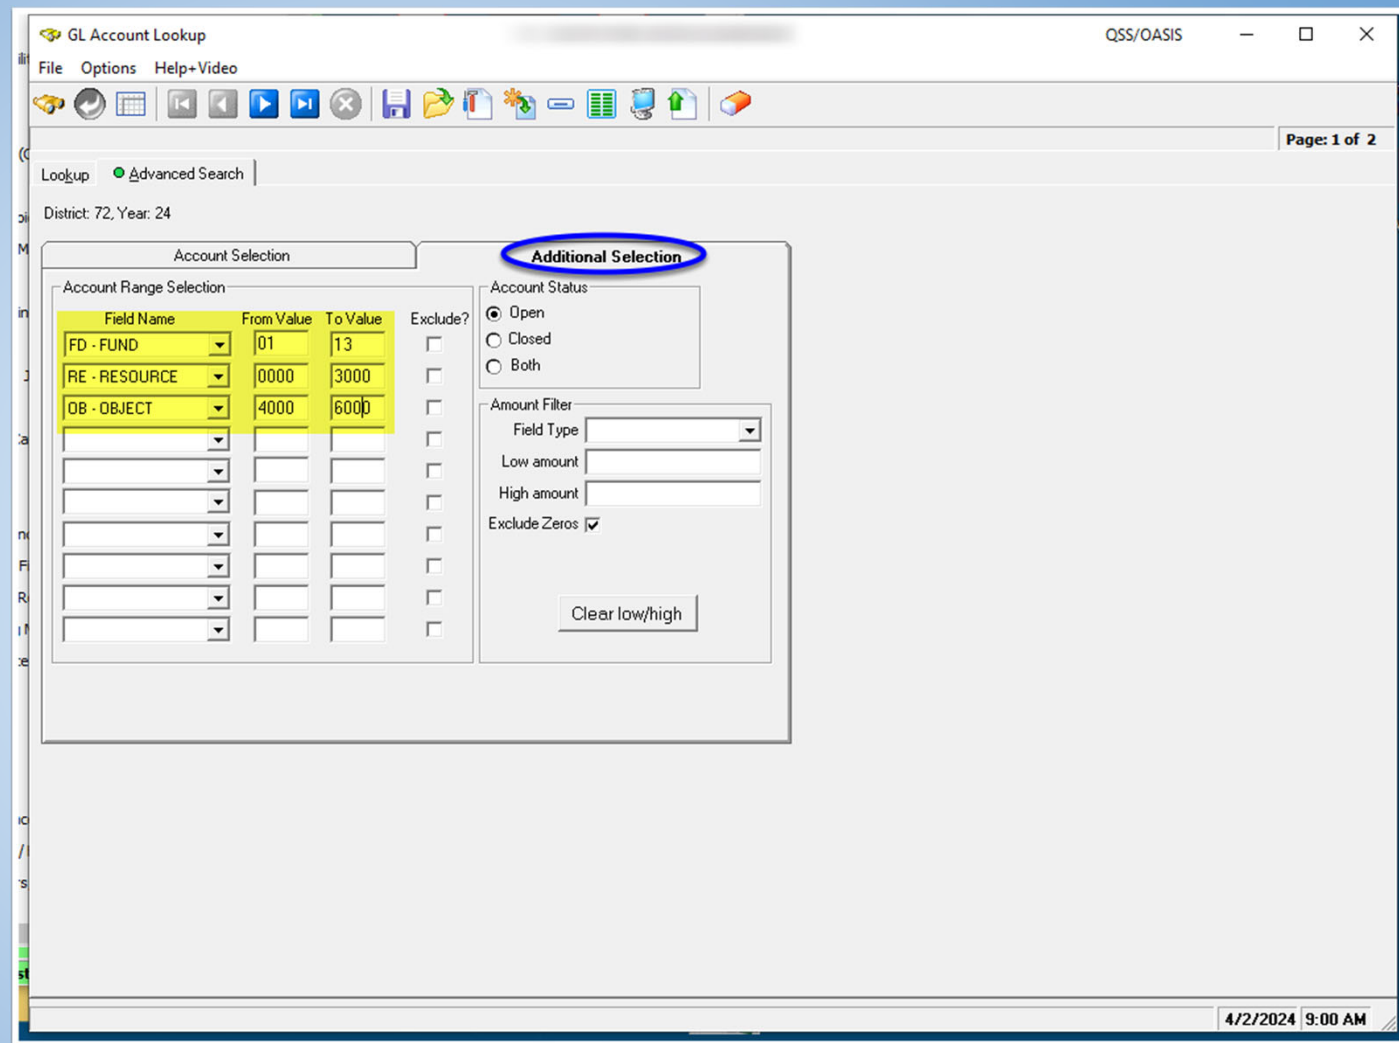 GL Account Lookup
QSS/OASIS
File Options Help+Video
Page: 1 of 2
Lookup Advanced Search
District: 72, Year: 24
Account Selection
Additional Selection
Account Range Selection
Field Name From Value To Value Exclude?
FD - FUND 01 13
RE - RESOURCE 0000 3000
OB - OBJECT 4000 6000
Account Status
Open
Closed
Both
Amount Filter
Field Type
Low amount
High amount
Exclude Zeros
Clear low/high
4/2/2024 9:00 AM